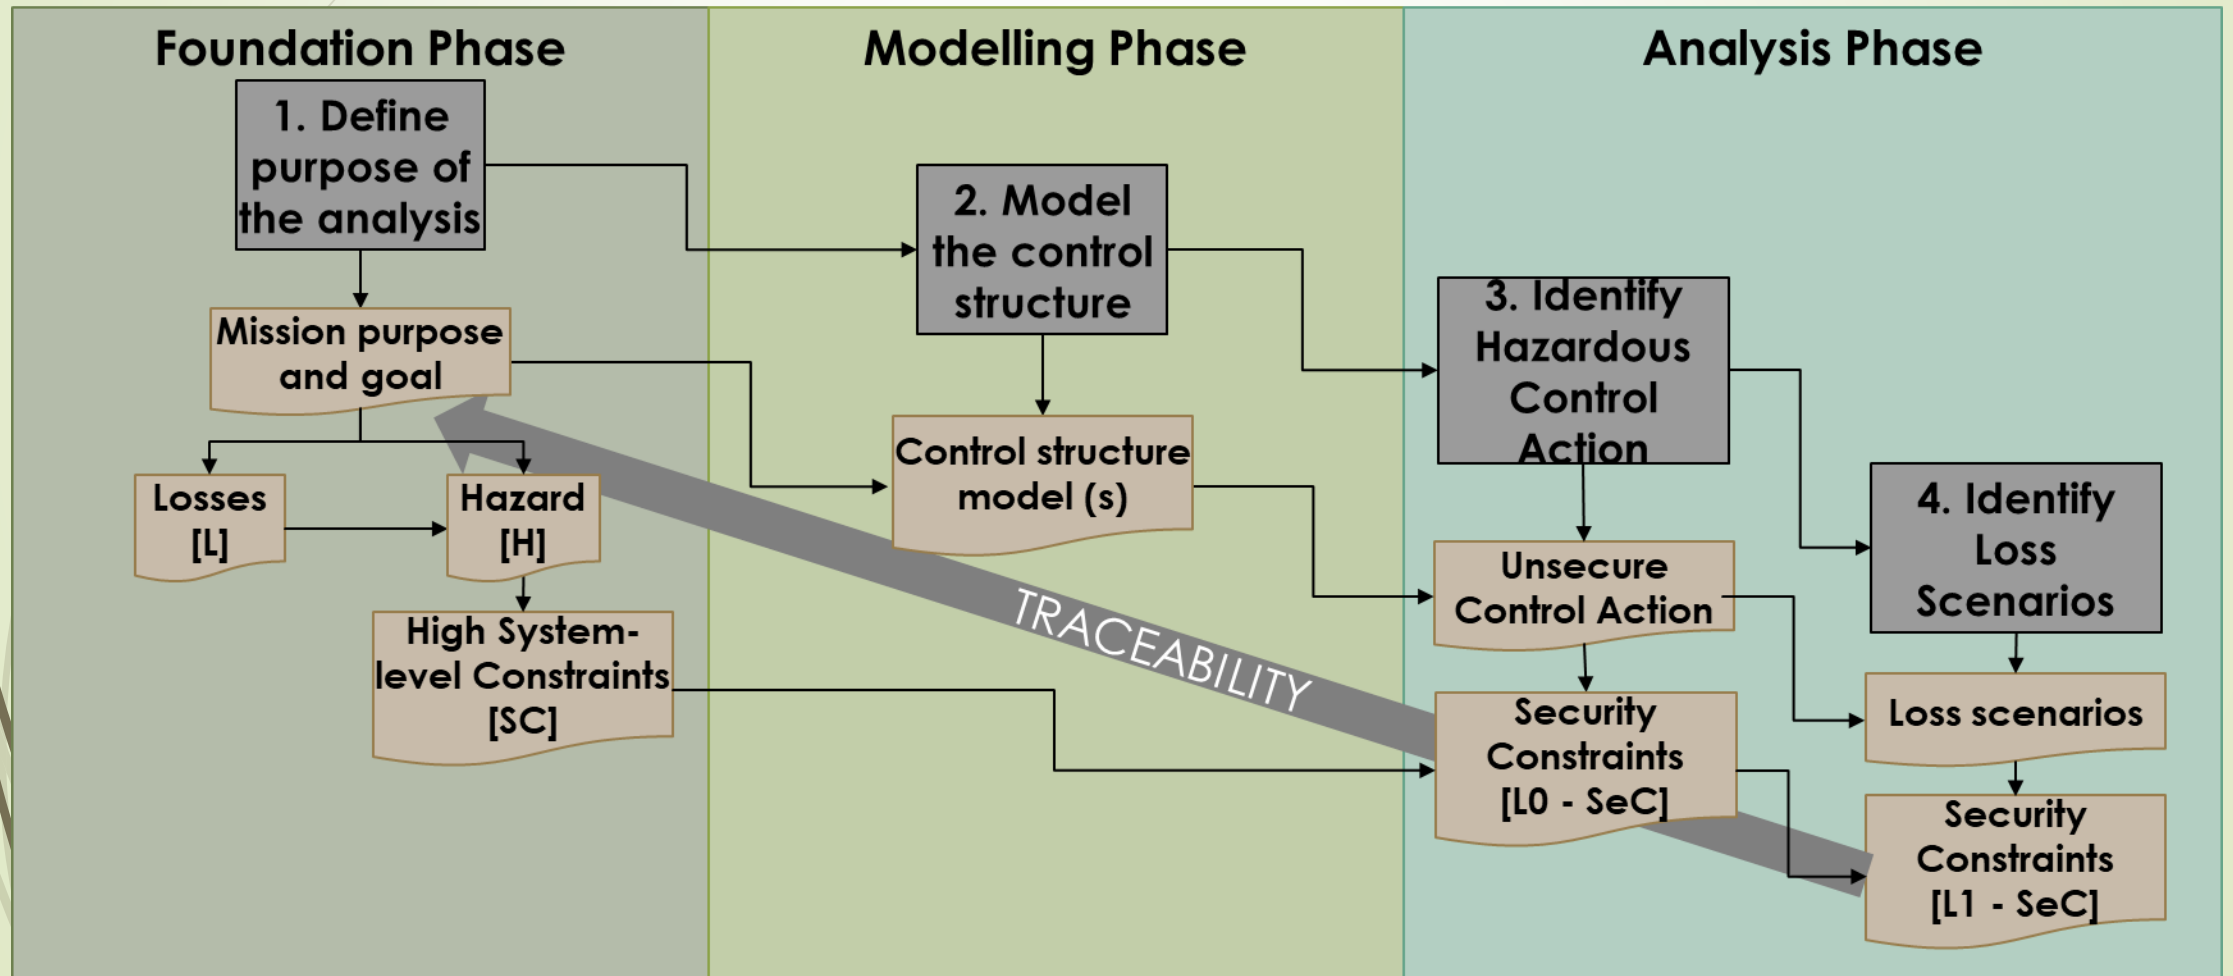 Foundation Phase
1. Define
purpose of
the analysis
Mission purpose
and goal
Losses
[L]
Hazard
[H]
High System-
level Constraints
[SC]
Modelling Phase
2. Model
the control
structure
Control structure
model (s)
TRACEABILITY
Analysis Phase
3. Identify
Hazardous
Control
Action
Unsecure
Control Action
Security
Constraints
[L0 - SeC]
4. Identify
Loss
Scenarios
Loss scenarios
Security
Constraints
[L1 - SeC]